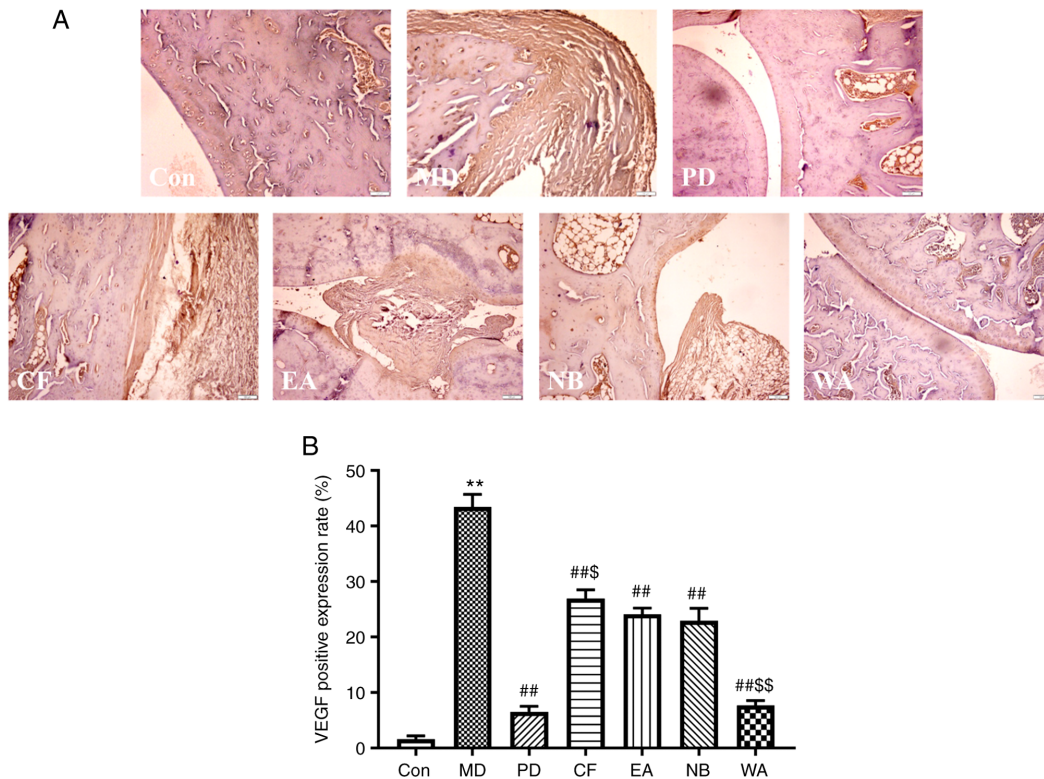 A
Con
MD
PD
CF
EA
NB
WA
B
VEGF positive expression rate (%)
50
40
30
20
10
0
**
##
##$
##
##
##$$
Con MD PD CF EA NB WA